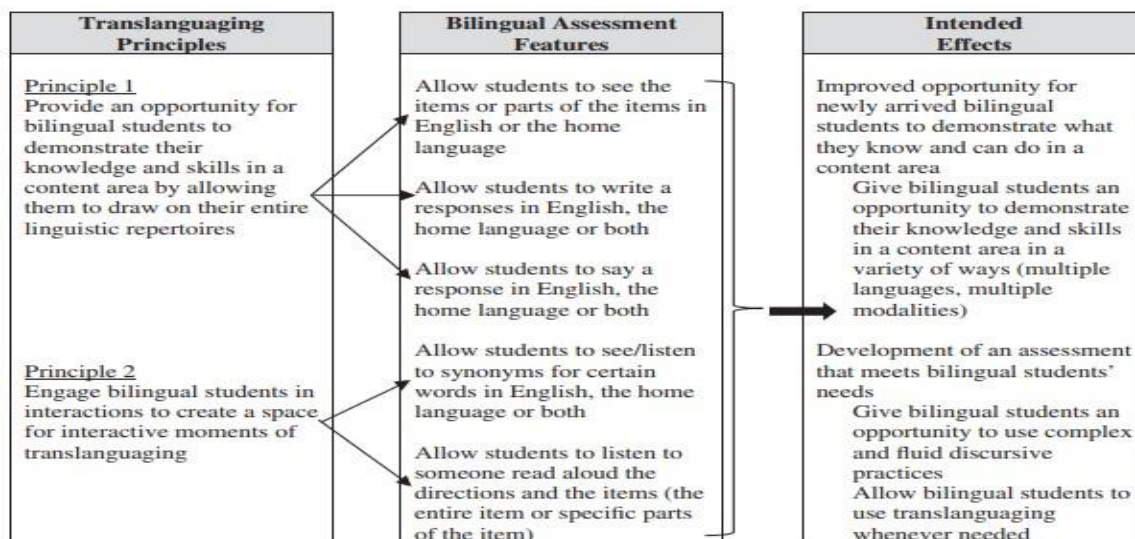 Translanguaging
Principles
Principle 1
Provide an opportunity for
bilingual students to
demonstrate their
knowledge and skills in a
content area by allowing
them to draw on their entire
linguistic repertoires
Principle 2
Engage bilingual students in
interactions to create a space
for interactive moments of
translanguaging
Bilingual Assessment
Features
Allow students to see the
items or parts of the items in
English or the home
language
Allow students to write a
responses in English, the
home language or both
Allow students to say a
response in English, the
home language or both
Allow students to see/listen
to synonyms for certain
words in English, the home
language or both
Allow students to listen to
someone read aloud the
directions and the items (the
entire item or specific parts
of the item)
Intended
Effects
Improved opportunity for
newly arrived bilingual
students to demonstrate what
they know and can do in a
content area
Give bilingual students an
opportunity to demonstrate
their knowledge and skills
in a content area in a
variety of ways (multiple
languages, multiple
modalities)
Development of an assessment
that meets bilingual students'
needs
Give bilingual students an
opportunity to use complex
and fluid discursive
practices
Allow bilingual students to
use translanguaging
whenever needed